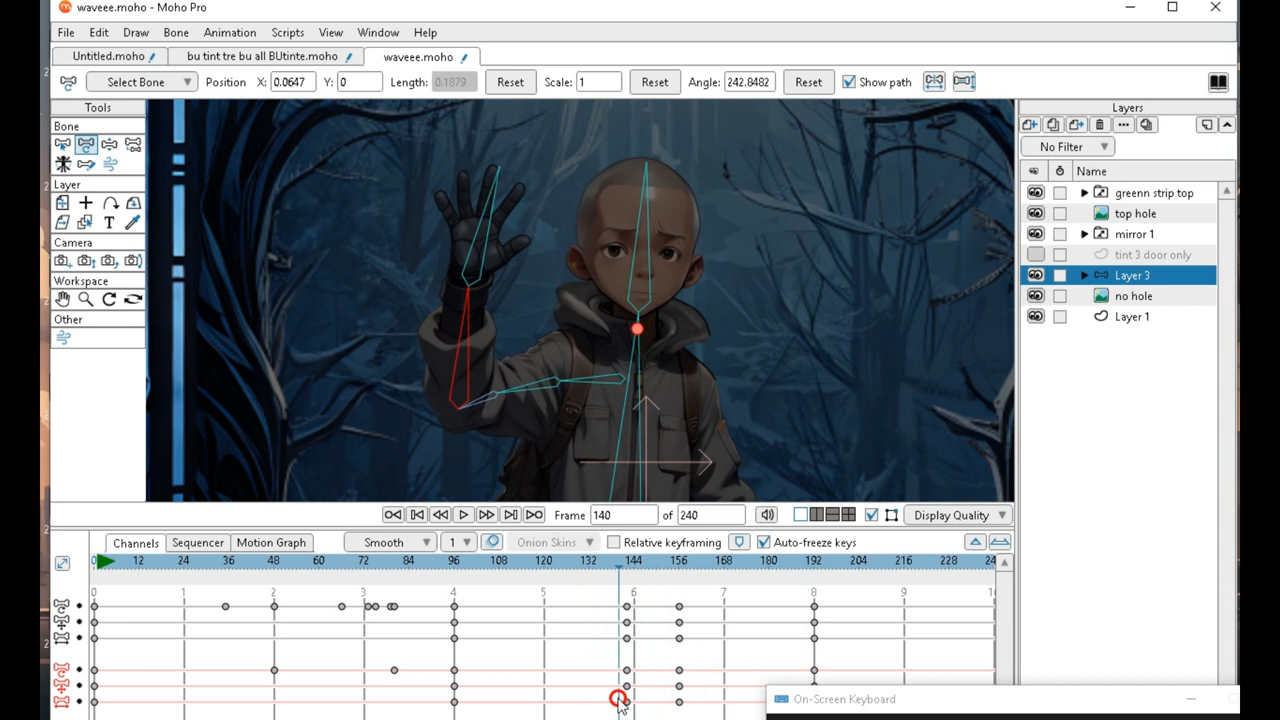 waveee.moho - Moho Pro
File Edit Draw Bone Animation Scripts View Window Help
Untitled.moho bu tint tre bu all BUtinte.moho waveee.moho
Select Bone Position X: 0.0647 Y: 0 Length: 0.1879 Reset Scale: 1 Reset Angle: 242.8482 Reset Show path
Tools
Bone
Layer
T
Camera
Workspace
Other
Layers
No Filter
Name
greenn strip top
top hole
mirror 1
tint 3 door only
Layer 3
no hole
Layer 1
Frame 140 of 240 Display Quality
Channels Sequencer Motion Graph Smooth 1 Onion Skins Relative keyframing Auto-freeze keys
0 12 24 36 48 60 72 84 96 108 120 132 144 156 168 180 192 204 216 228 24
0 1 2 3 4 5 6 7 8 9 1
On-Screen Keyboard